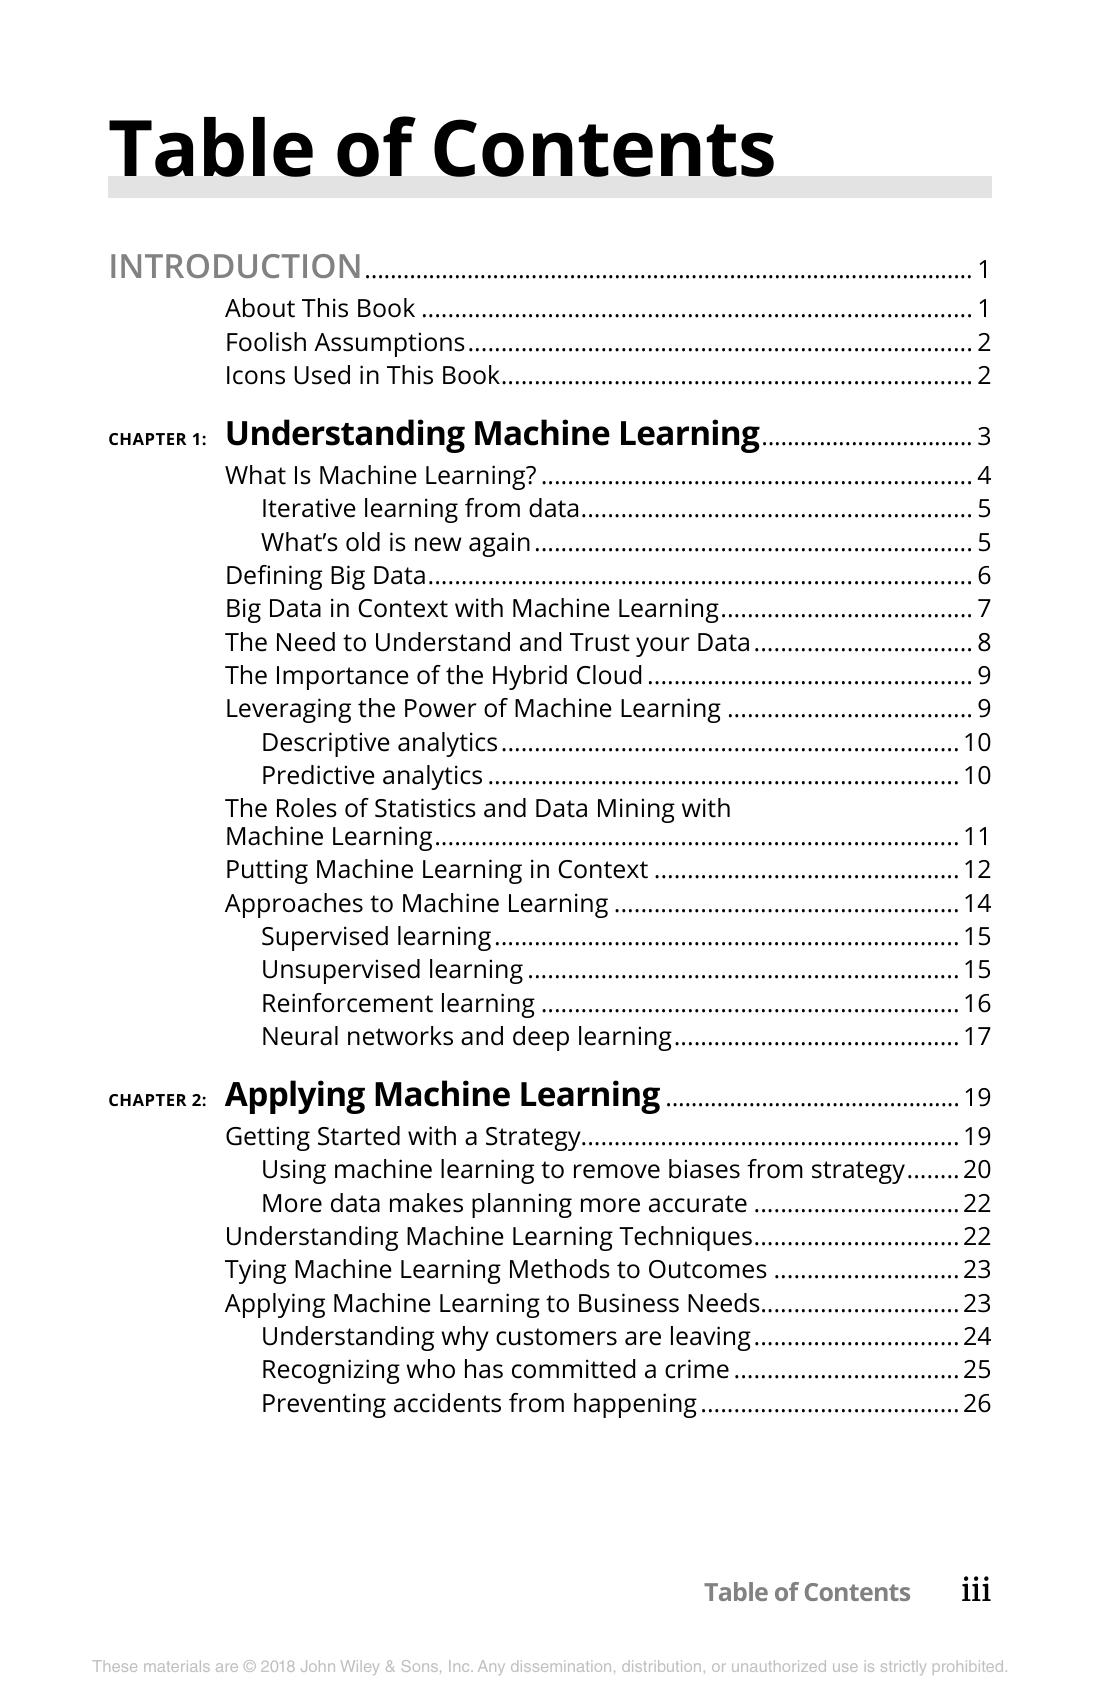 Table of Contents
INTRODUCTION................................................................................................ 1
About This Book .................................................................................... 1
Foolish Assumptions............................................................................. 2
Icons Used in This Book........................................................................ 2
CHAPTER 1: Understanding Machine Learning................................... 3
What Is Machine Learning? .................................................................. 4
Iterative learning from data............................................................ 5
What’s old is new again................................................................... 5
Defining Big Data................................................................................... 6
Big Data in Context with Machine Learning...................................... 7
The Need to Understand and Trust your Data................................. 8
The Importance of the Hybrid Cloud ................................................. 9
Leveraging the Power of Machine Learning ..................................... 9
Descriptive analytics...................................................................... 10
Predictive analytics ........................................................................ 10
The Roles of Statistics and Data Mining with
Machine Learning................................................................................ 11
Putting Machine Learning in Context .............................................. 12
Approaches to Machine Learning .................................................... 14
Supervised learning....................................................................... 15
Unsupervised learning.................................................................. 15
Reinforcement learning ................................................................ 16
Neural networks and deep learning............................................ 17
CHAPTER 2: Applying Machine Learning ................................................ 19
Getting Started with a Strategy......................................................... 19
Using machine learning to remove biases from strategy........ 20
More data makes planning more accurate ............................... 22
Understanding Machine Learning Techniques............................... 22
Tying Machine Learning Methods to Outcomes ............................ 23
Applying Machine Learning to Business Needs.............................. 23
Understanding why customers are leaving............................... 24
Recognizing who has committed a crime.................................. 25
Preventing accidents from happening....................................... 26
Table of Contents iii
These materials are © 2018 John Wiley & Sons, Inc. Any dissemination, distribution, or unauthorized use is strictly prohibited.